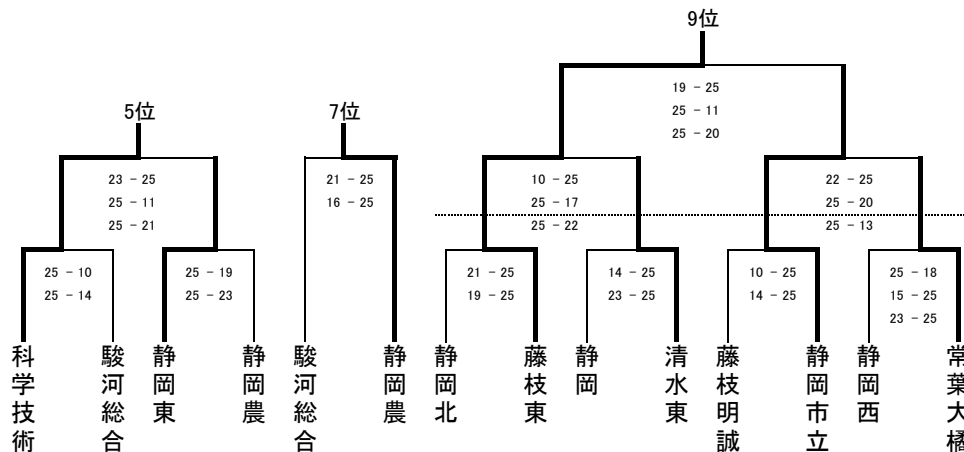 9位
19 - 25
25 - 11
25 - 20
5位
7位
23 - 25
25 - 11
25 - 21
21 - 25
16 - 25
10 - 25
25 - 17
25 - 22
22 - 25
25 - 20
25 - 13
25 - 10
25 - 14
25 - 19
25 - 23
21 - 25
19 - 25
14 - 25
23 - 25
10 - 25
14 - 25
25 - 18
15 - 25
23 - 25
科学技術
駿河総合
静岡東
静岡農
駿河総合
静岡農
静岡北
藤枝東
静岡
清水東
藤枝明誠
静岡市立
静岡西
常葉大橘